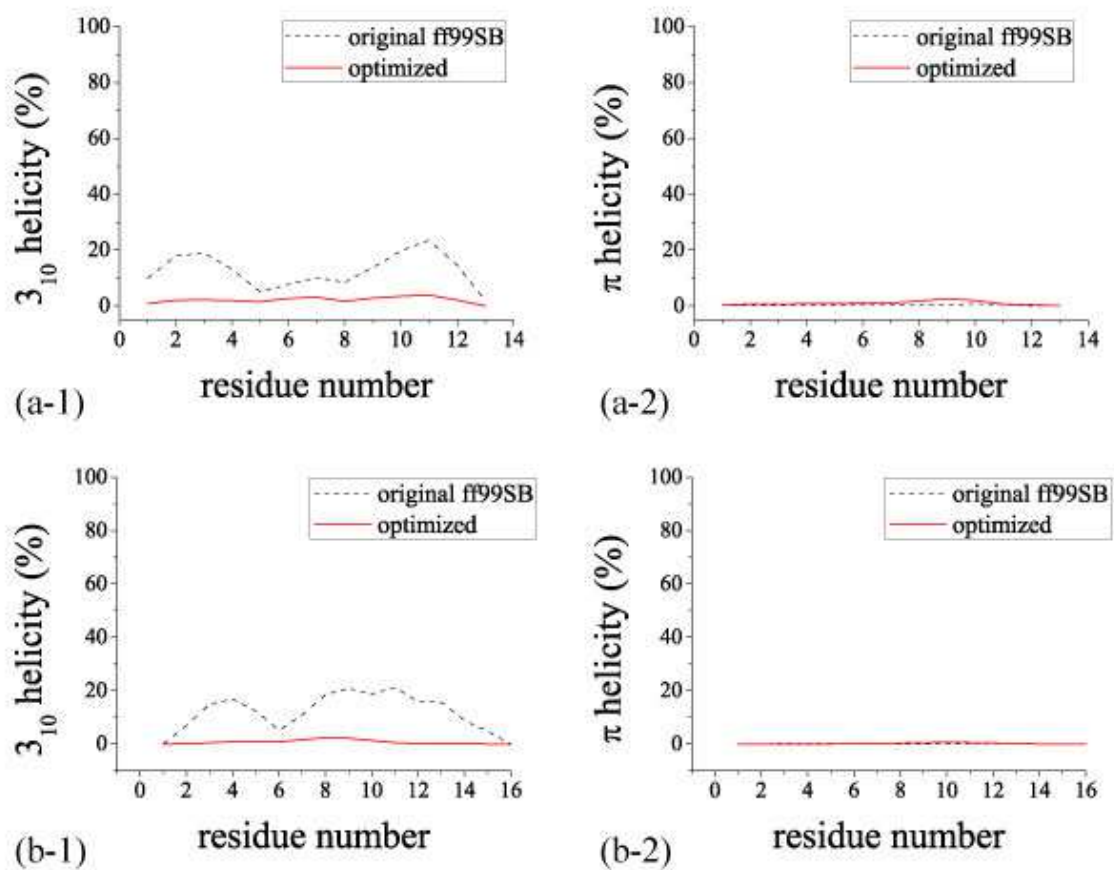 100
80
60
40
20
0
3₁₀ helicity (%)
original ff99SB
optimized
0 2 4 6 8 10 12 14
residue number
(a-1)
100
80
60
40
20
0
π helicity (%)
original ff99SB
optimized
0 2 4 6 8 10 12 14
residue number
(a-2)
100
80
60
40
20
0
3₁₀ helicity (%)
original ff99SB
optimized
0 2 4 6 8 10 12 14 16
residue number
(b-1)
100
80
60
40
20
0
π helicity (%)
original ff99SB
optimized
0 2 4 6 8 10 12 14 16
residue number
(b-2)